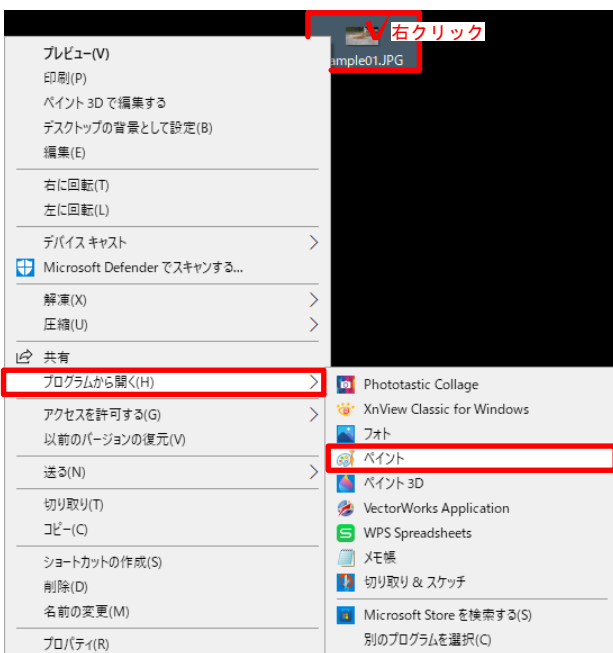 右クリック
ample01.JPG
プレビュー(V)
印刷(P)
ペイント 3D で編集する
デスクトップの背景として設定(B)
編集(E)
右に回転(T)
左に回転(L)
デバイス キャスト
Microsoft Defender でスキャンする...
解凍(X)
圧縮(U)
共有
プログラムから開く(H)
アクセスを許可する(G)
以前のバージョンの復元(V)
送る(N)
切り取り(T)
コピー(C)
ショートカットの作成(S)
削除(D)
名前の変更(M)
プロパティ(R)
Phototastic Collage
XnView Classic for Windows
フォト
ペイント
ペイント 3D
VectorWorks Application
WPS Spreadsheets
メモ帳
切り取り & スケッチ
Microsoft Store を検索する(S)
別のプログラムを選択(C)